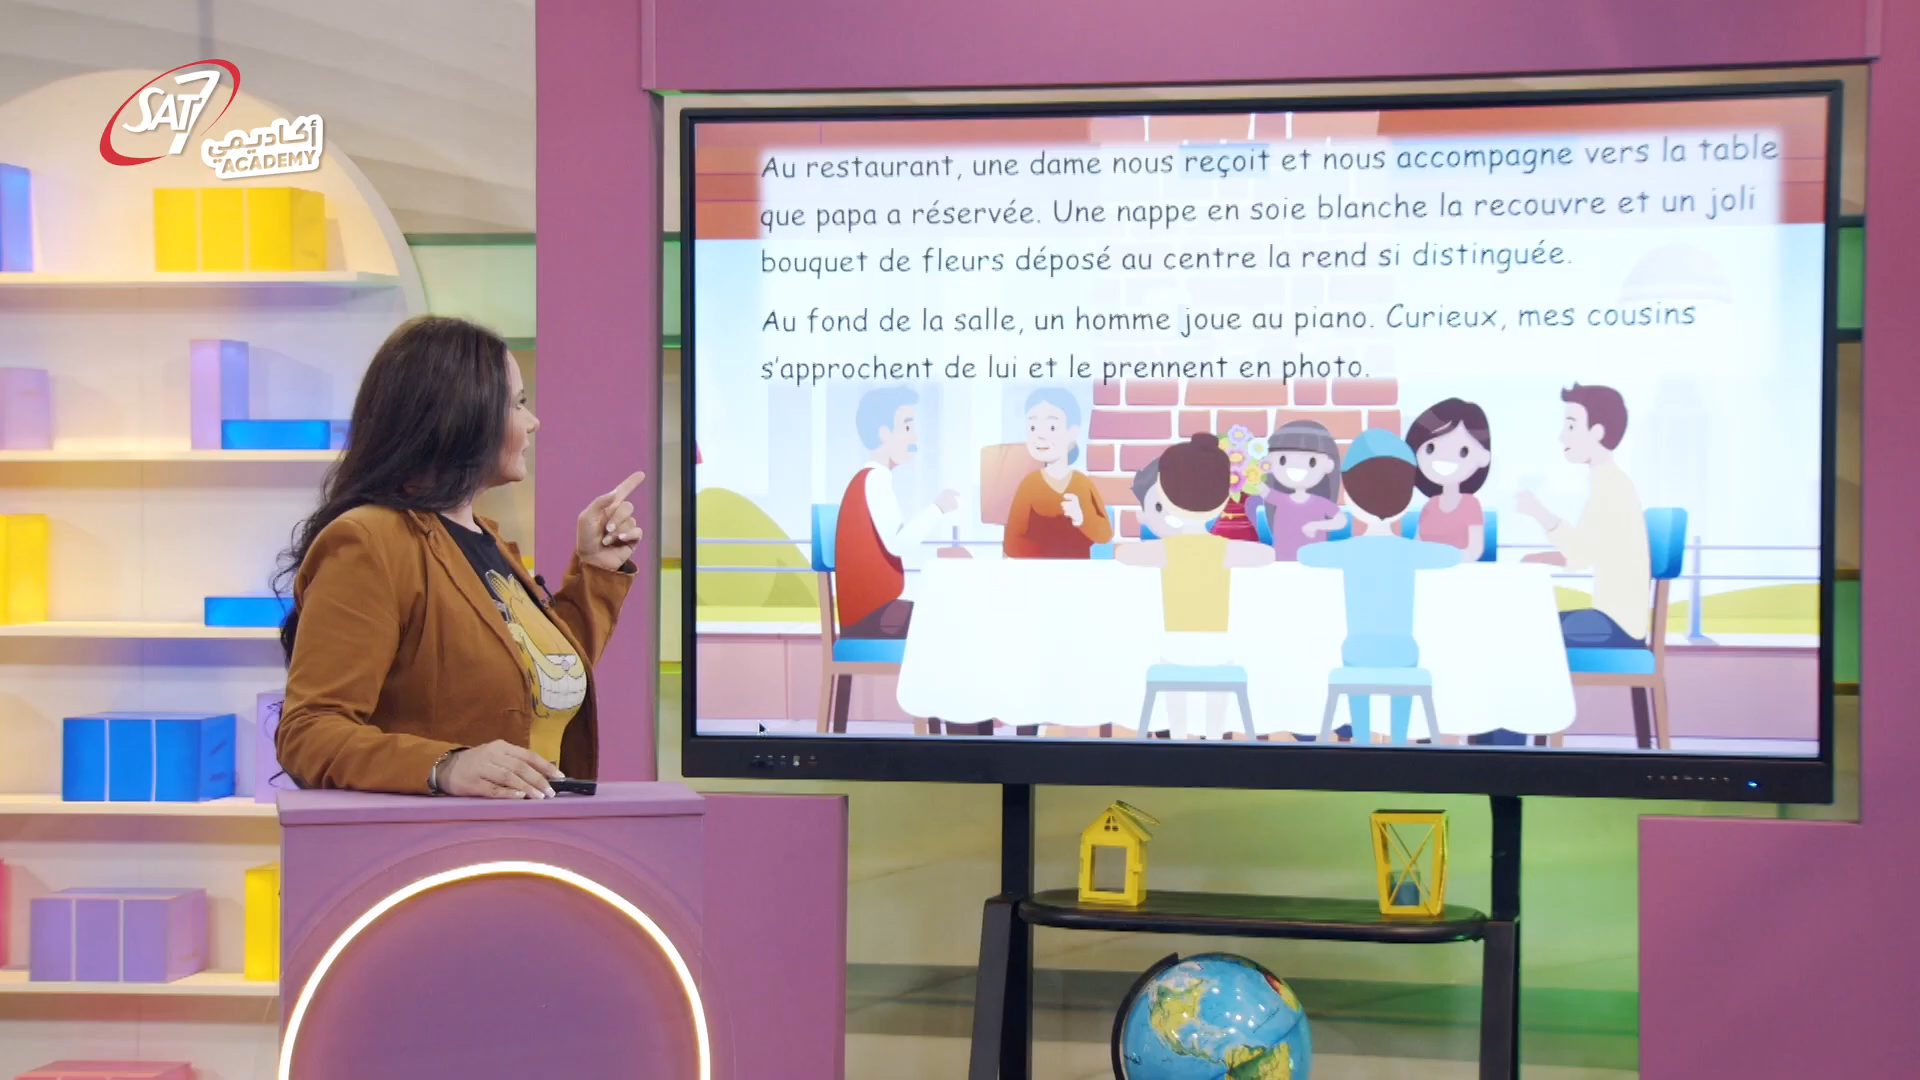 SAT7
أكاديمي
ACADEMY
Au restaurant, une dame nous reçoit et nous accompagne vers la table
que papa a réservée. Une nappe en soie blanche la recouvre et un joli
bouquet de fleurs déposé au centre la rend si distinguée.
Au fond de la salle, un homme joue au piano. Curieux, mes cousins
s'approchent de lui et le prennent en photo.